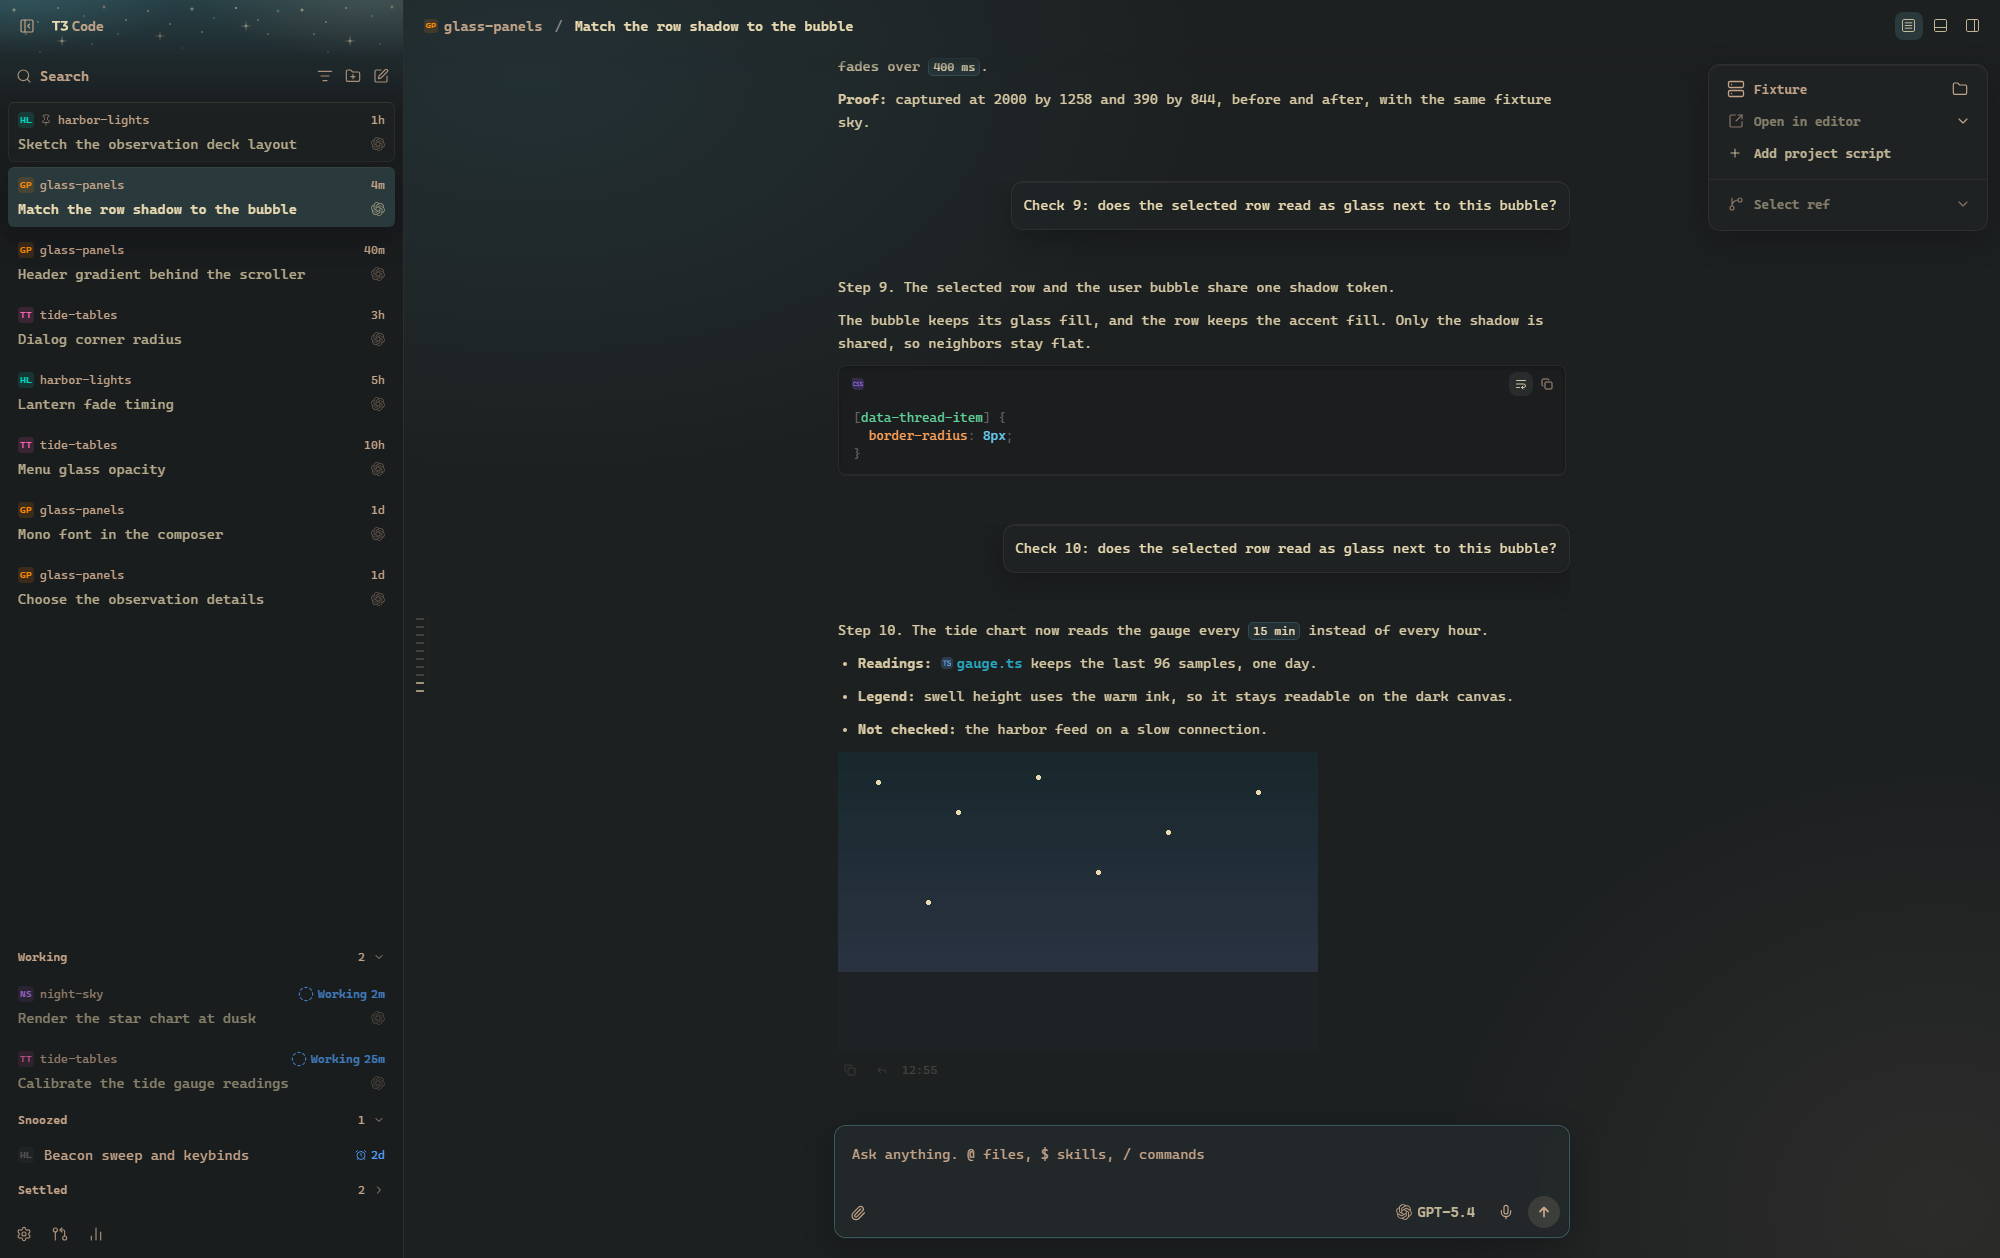 T3 Code
Search
HL harbor-lights 1h
Sketch the observation deck layout
GP glass-panels 4m
Match the row shadow to the bubble
GP glass-panels 40m
Header gradient behind the scroller
TT tide-tables 3h
Dialog corner radius
HL harbor-lights 5h
Lantern fade timing
TT tide-tables 10h
Menu glass opacity
GP glass-panels 1d
Mono font in the composer
GP glass-panels 1d
Choose the observation details
Working 2
NS night-sky Working 2m
Render the star chart at dusk
TT tide-tables Working 25m
Calibrate the tide gauge readings
Snoozed 1
HL Beacon sweep and keybinds 2d
Settled 2
GP glass-panels / Match the row shadow to the bubble
fades over 400 ms.
Proof: captured at 2000 by 1258 and 390 by 844, before and after, with the same fixture
sky.
Check 9: does the selected row read as glass next to this bubble?
Step 9. The selected row and the user bubble share one shadow token.
The bubble keeps its glass fill, and the row keeps the accent fill. Only the shadow is
shared, so neighbors stay flat.
CSS
[data-thread-item] {
border-radius: 8px;
}
Check 10: does the selected row read as glass next to this bubble?
Step 10. The tide chart now reads the gauge every 15 min instead of every hour.
• Readings: TS gauge.ts keeps the last 96 samples, one day.
• Legend: swell height uses the warm ink, so it stays readable on the dark canvas.
• Not checked: the harbor feed on a slow connection.
12:55
Ask anything. @ files, $ skills, / commands
GPT-5.4
Fixture
Open in editor
+ Add project script
Select ref